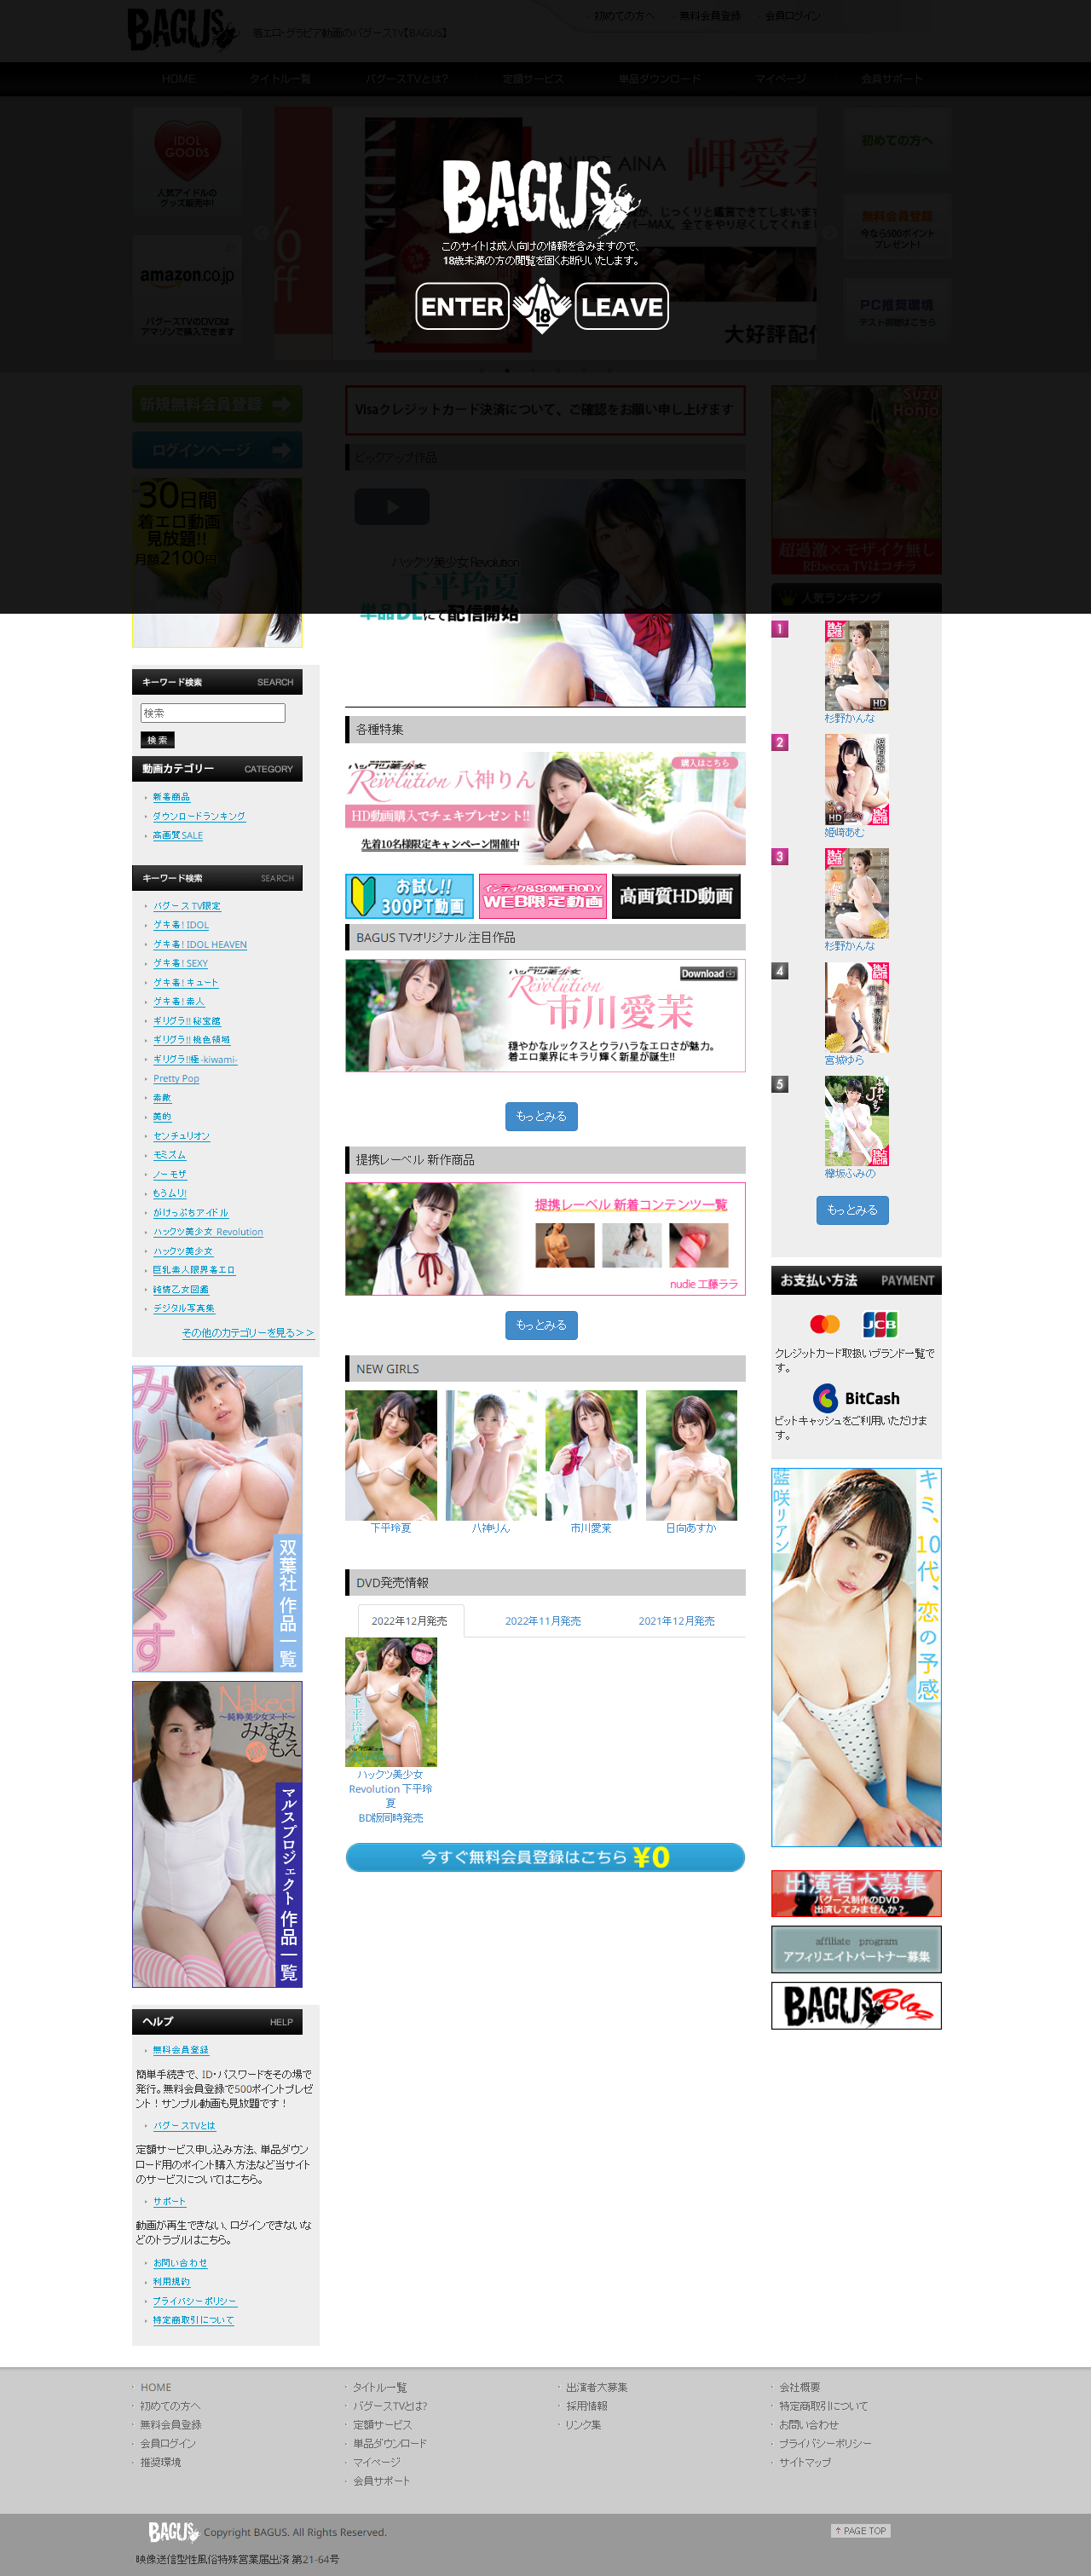 BAGUS
着エロ・グラビア動画のバグースTV【BAGUS】
初めての方へ
無料会員登録
会員ログイン
HOME
タイトル一覧
バグースTVとは?
定額サービス
単品ダウンロード
マイページ
会員サポート
IDOL
GOODS
人気アイドルの
グッズ販売中!
amazon.co.jp
バグースTVのDVDは
アマゾンで購入できます
NUDE AINA
大好評配信
初めての方へ
無料会員登録
今なら500ポイント
プレゼント!
PC推奨環境
テスト視聴はこちら
BAGUS
このサイトは成人向けの情報を含みますので、
18歳未満の方の閲覧を固くお断りいたします。
ENTER
18
LEAVE
新規無料会員登録
ログインページ
30日間
着エロ動画
見放題!!
月額2100円
キーワード検索
SEARCH
検索
検索
動画カテゴリー
CATEGORY
新着商品
ダウンロードランキング
高画質SALE
キーワード検索
SEARCH
バグース TV限定
ゲキ着! IDOL
ゲキ着! IDOL HEAVEN
ゲキ着! SEXY
ゲキ着! キュート
ゲキ着! 素人
ギリグラ!! 秘宝館
ギリグラ!! 桃色領域
ギリグラ!!極 -kiwami-
Pretty Pop
素敵
美的
センチュリオン
モミズム
ノーモザ
もうムリ!
がけっぷちアイドル
ハックツ美少女 Revolution
ハックツ美少女
巨乳素人限界着エロ
純情乙女図鑑
デジタル写真集
その他のカテゴリーを見る＞＞
みりまっくす
双葉社 作品一覧
Naked
～純粋美少女ヌード～
みなみ
もえ
マルスプロジェクト 作品一覧
ヘルプ
HELP
無料会員登録
簡単手続きで、ID・パスワードをその場で
発行。無料会員登録で500ポイントプレゼ
ント！サンプル動画も見放題です！
バグースTVとは
定額サービス申し込み方法、単品ダウン
ロード用のポイント購入方法など当サイト
のサービスについてはこちら。
サポート
動画が再生できない、ログインできないな
どのトラブルはこちら。
お問い合わせ
利用規約
プライバシーポリシー
特定商取引について
Visaクレジットカード決済について、ご確認をお願い申し上げます
ピックアップ作品
ハックツ美少女 Revolution
下平玲夏
単品DLにて配信開始
各種特集
ハックツ美少女
Revolution 八神りん
購入はこちら
HD動画購入でチェキプレゼント!!
先着10名様限定キャンペーン開催中
お試し!!
300PT動画
インテック&SOMEBODY
WEB限定動画
高画質HD動画
BAGUS TVオリジナル 注目作品
ハックツ美少女
Revolution
Download
市川愛茉
穏やかなルックスとウラハラなエロさが魅力。
着エロ業界にキラリ輝く新星が誕生!!
もっとみる
提携レーベル 新作商品
提携レーベル 新着コンテンツ一覧
nudie 工藤ララ
もっとみる
NEW GIRLS
下平玲夏
八神りん
市川愛茉
日向あすか
DVD発売情報
2022年12月発売
2022年11月発売
2021年12月発売
下平玲夏
ハックツ美少女
Revolution 下平玲
夏
BD版同時発売
今すぐ無料会員登録はこちら ¥0
Suzu
Honjo
超過激×モザイク無し
REbecca TVはコチラ
人気ランキング
1
杉野かんな
2
姫崎あむ
3
杉野かんな
4
宮城ゆら
5
欅坂ふみの
もっとみる
お支払い方法
PAYMENT
JCB
クレジットカード取扱いブランド一覧で
す。
BitCash
ビットキャッシュをご利用いただけま
す。
藍咲リアン
キミ、10代、恋の予感
出演者大募集
バグース制作のDVD
出演してみませんか？
affiliate program
アフィリエイトパートナー募集
BAGUS Blog
HOME
初めての方へ
無料会員登録
会員ログイン
推奨環境
タイトル一覧
バグースTVとは?
定額サービス
単品ダウンロード
マイページ
会員サポート
出演者大募集
採用情報
リンク集
会社概要
特定商取引について
お問い合わせ
プライバシーポリシー
サイトマップ
BAGUS Copyright BAGUS. All Rights Reserved.
↑ PAGE TOP
映像送信型性風俗特殊営業届出済 第21-64号